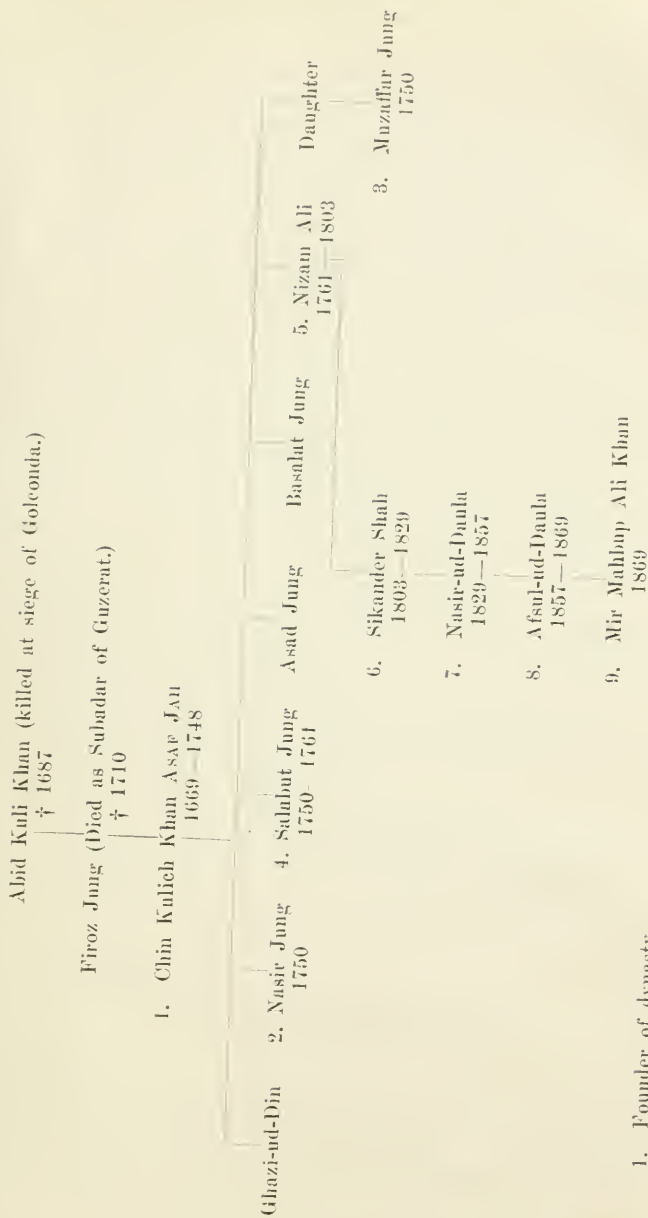 Abid Kuli Khan (killed at siege of Golconda.)
† 1687
Firoz Jung (Died as Subadar of Guzerat.)
† 1710
1. Chin Kulich Khan ASAF JAH
1669—1748
Ghazi-ud-Din 2. Nasir Jung 4. Salabut Jung Asad Jung Basalat Jung 5. Nizam Ali Daughter
1750 1750–1761 1761—1803
3. Muzaffar Jung
1750
6. Sikander Shah
1803—1829
7. Nasir-ud-Daula
1829—1857
8. Afsul-ud-Daula
1857—1869
9. Mir Mahbup Ali Khan
1869
1. Founder of dynasty